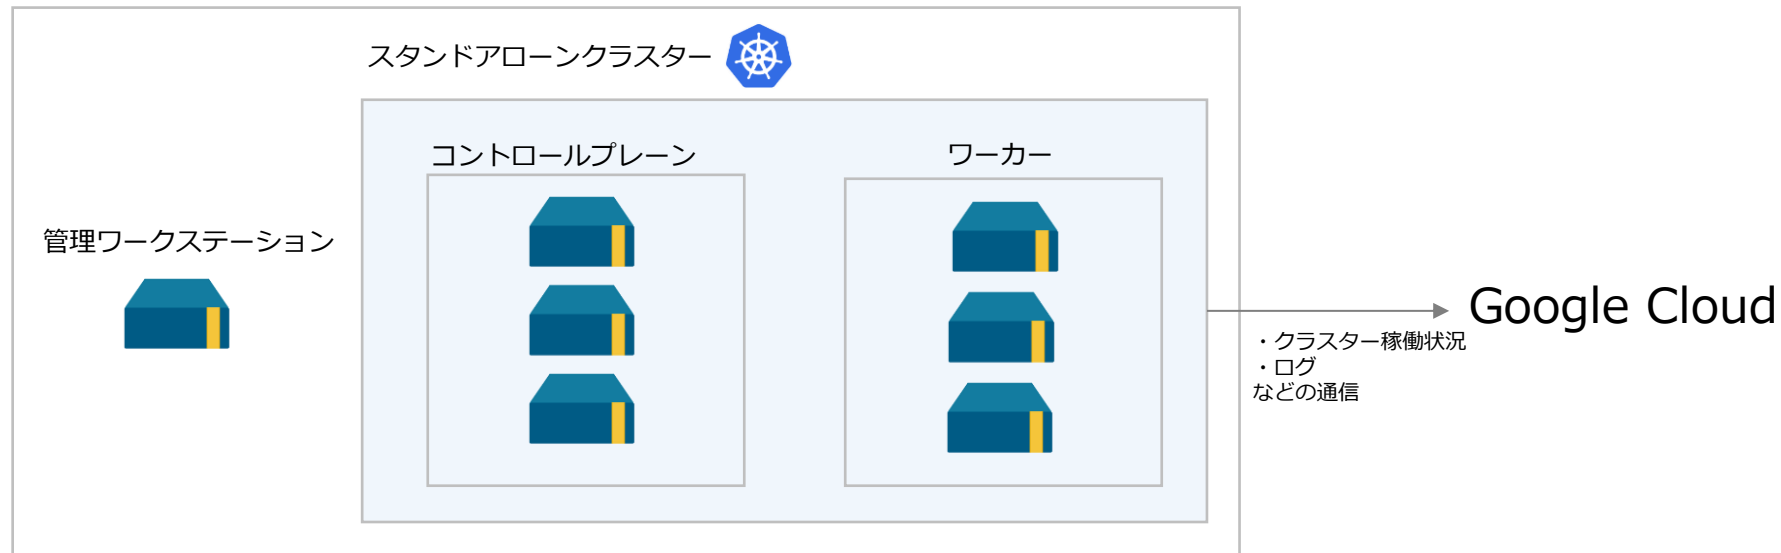 スタンドアローンクラスター
コントロールプレーン
ワーカー
管理ワークステーション
Google Cloud
・クラスター稼働状況
・ログ
などの通信